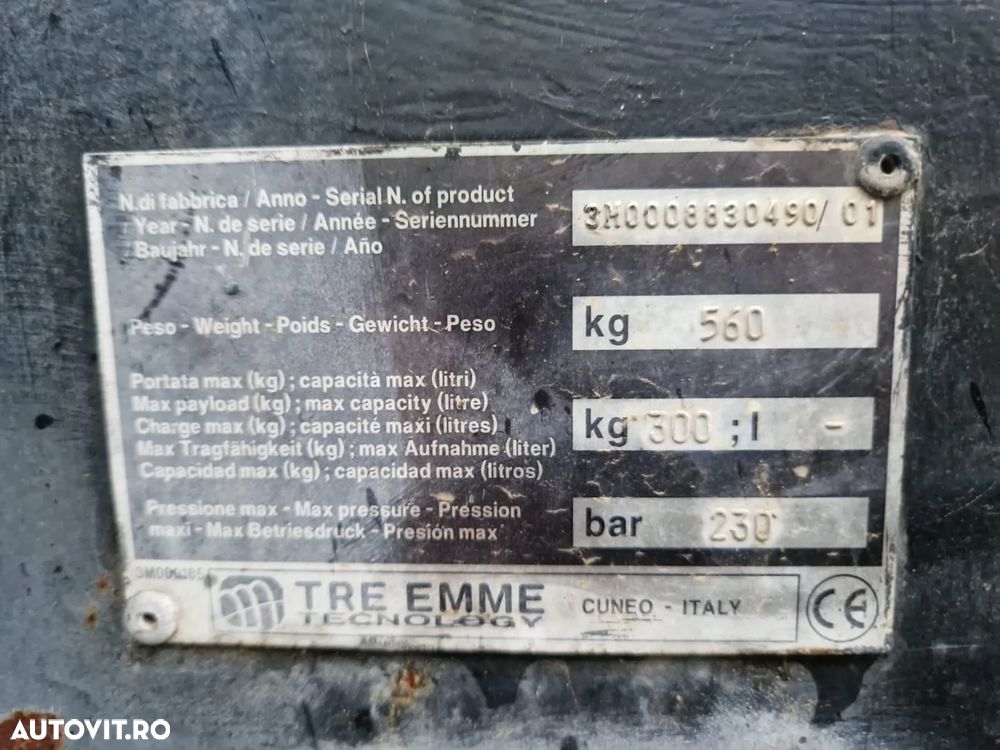 N.di fabbrica / Anno - Serial N. of product
/ Year - N. de serie / Année - Seriennummer
/ Baujahr - N. de serie / Año
3M0008830490/ 01
Peso - Weight - Poids - Gewicht - Peso
kg 560
Portata max (kg) ; capacità max (litri)
Max payload (kg) ; max capacity (litre)
Charge max (kg) ; capacité maxi (litres)
Max Tragfähigkeit (kg) ; max Aufnahme (liter)
Capacidad max (kg) ; capacidad max (litros)
kg 300 ; l -
Pressione max - Max pressure - Pression
maxi - Max Betriesdruck - Presión max
bar 230
TRE EMME
TECNOLOGY
CUNEO - ITALY
CE
AUTOVIT.RO